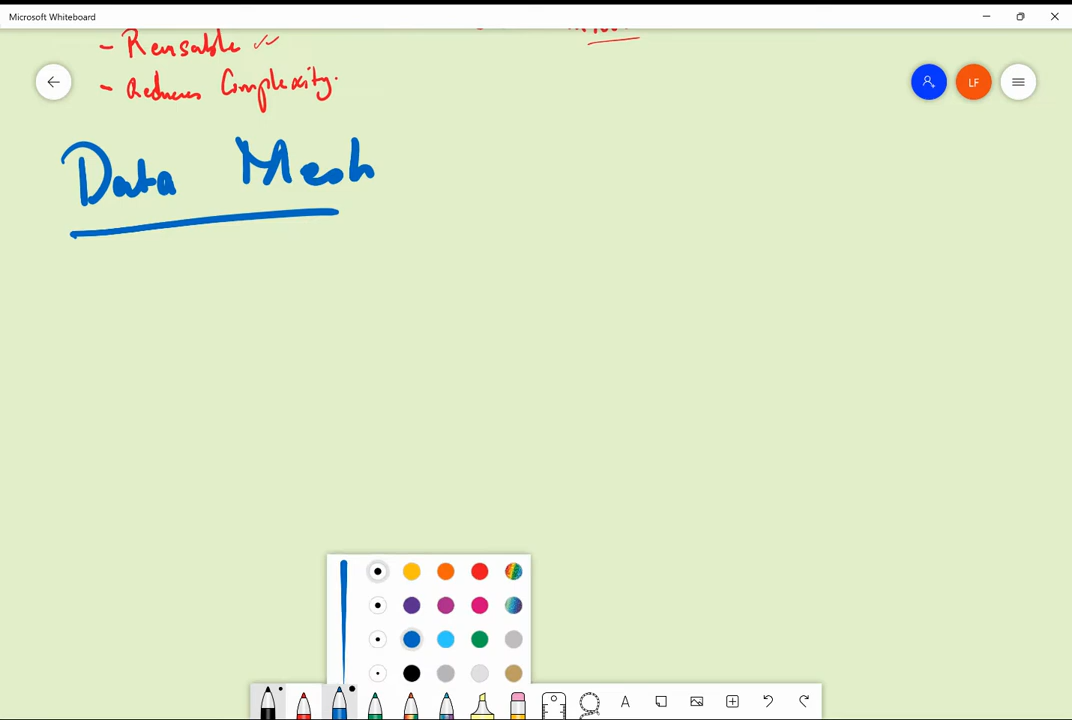 Microsoft Whiteboard
- Reusable ✓
- Reduces Complexity.
LF
Data Mesh
A